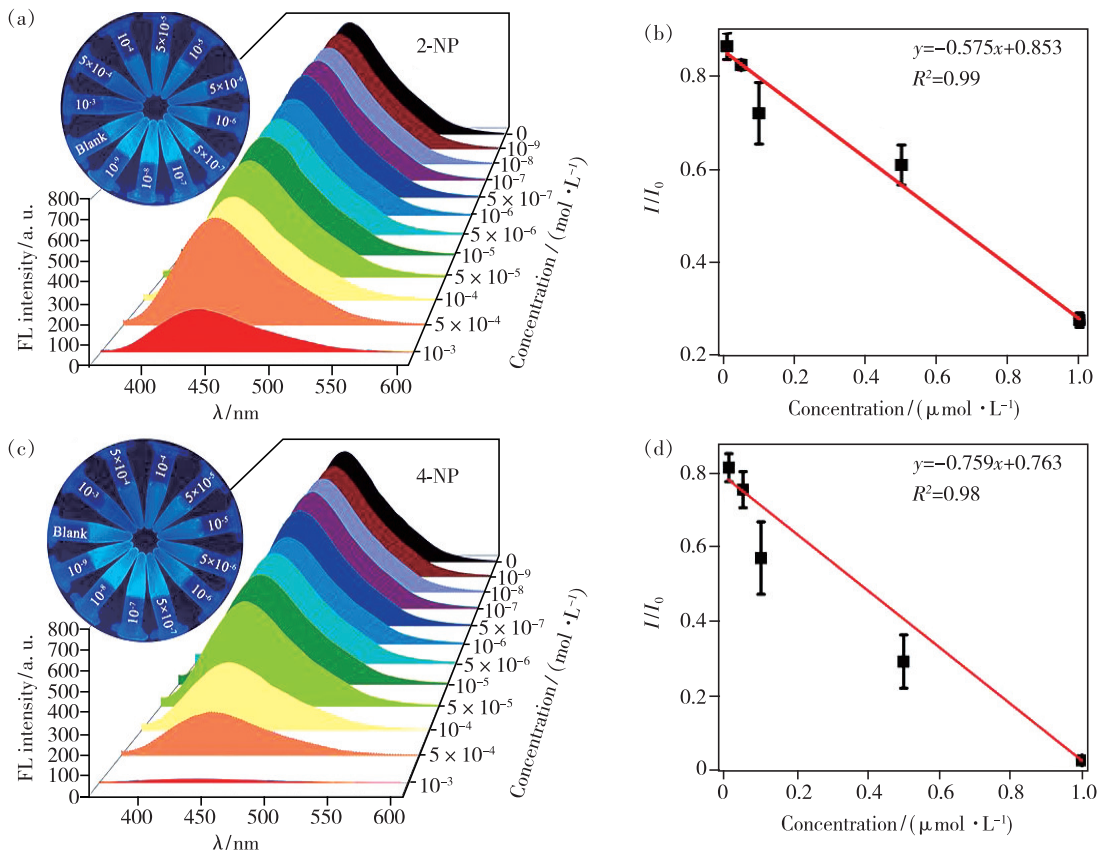 (a)
2-NP
Blank
10⁻³
5×10⁻⁴
10⁻⁴
5×10⁻⁵
10⁻⁵
5×10⁻⁶
10⁻⁶
5×10⁻⁷
10⁻⁷
10⁻⁸
10⁻⁹
FL intensity/a. u.
800
700
600
500
400
300
200
100
0
400 450 500 550 600
λ/nm
0
10⁻⁹
10⁻⁸
10⁻⁷
5×10⁻⁷
10⁻⁶
5×10⁻⁶
10⁻⁵
5×10⁻⁵
10⁻⁴
5×10⁻⁴
10⁻³
Concentration/(mol·L⁻¹)
(b)
y=−0.575x+0.853
R²=0.99
I/I₀
0.8
0.6
0.4
0.2
0.2 0.4 0.6 0.8 1.0
Concentration/(μmol·L⁻¹)
(c)
4-NP
Blank
10⁻³
5×10⁻⁴
10⁻⁴
5×10⁻⁵
10⁻⁵
5×10⁻⁶
10⁻⁶
5×10⁻⁷
10⁻⁷
10⁻⁸
10⁻⁹
FL intensity/a. u.
800
700
600
500
400
300
200
100
0
400 450 500 550 600
λ/nm
0
10⁻⁹
10⁻⁸
10⁻⁷
5×10⁻⁷
10⁻⁶
5×10⁻⁶
10⁻⁵
5×10⁻⁵
10⁻⁴
5×10⁻⁴
10⁻³
Concentration/(mol·L⁻¹)
(d)
y=−0.759x+0.763
R²=0.98
I/I₀
0.8
0.6
0.4
0.2
0
0 0.2 0.4 0.6 0.8 1.0
Concentration/(μmol·L⁻¹)